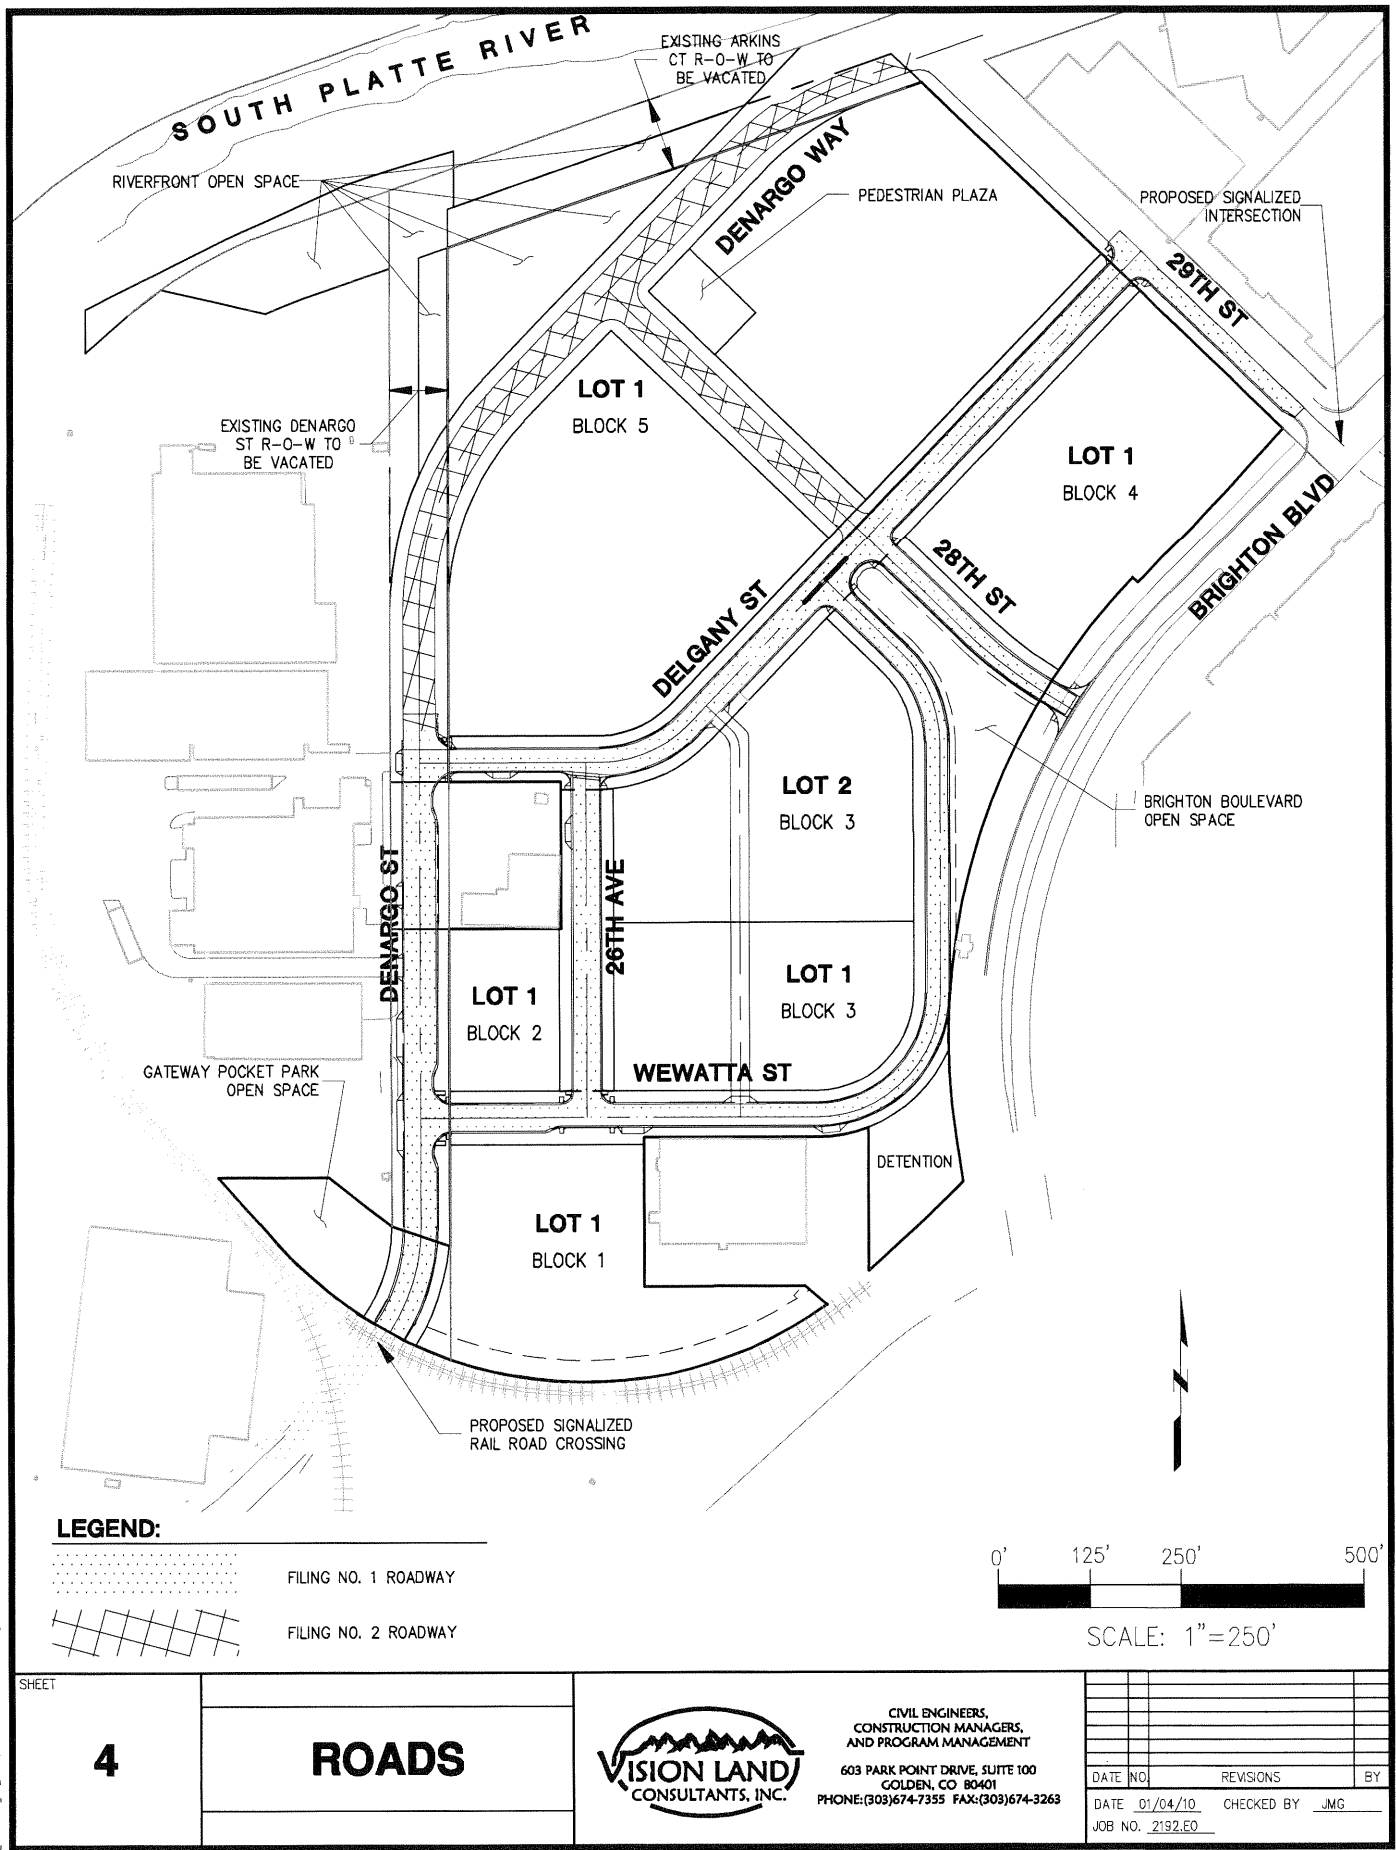 SOUTH PLATTE RIVER
EXISTING ARKINS
CT R-O-W TO
BE VACATED
RIVERFRONT OPEN SPACE
DENARGO WAY
PEDESTRIAN PLAZA
PROPOSED SIGNALIZED
INTERSECTION
29TH ST
LOT 1
BLOCK 5
EXISTING DENARGO
ST R-O-W TO
BE VACATED
LOT 1
BLOCK 4
BRIGHTON BLVD
28TH ST
DELGANY ST
LOT 2
BLOCK 3
BRIGHTON BOULEVARD
OPEN SPACE
DENARGO ST
26TH AVE
LOT 1
BLOCK 2
LOT 1
BLOCK 3
GATEWAY POCKET PARK
OPEN SPACE
WEWATTA ST
DETENTION
LOT 1
BLOCK 1
PROPOSED SIGNALIZED
RAIL ROAD CROSSING
N
LEGEND:
FILING NO. 1 ROADWAY
FILING NO. 2 ROADWAY
0' 125' 250' 500'
SCALE: 1"=250'
SHEET
4
ROADS
VISION LAND
CONSULTANTS, INC.
CIVIL ENGINEERS,
CONSTRUCTION MANAGERS,
AND PROGRAM MANAGEMENT
603 PARK POINT DRIVE, SUITE 100
GOLDEN, CO 80401
PHONE:(303)674-7355 FAX:(303)674-3263
DATE NO. REVISIONS BY
DATE 01/04/10 CHECKED BY JMG
JOB NO. 2192.E0